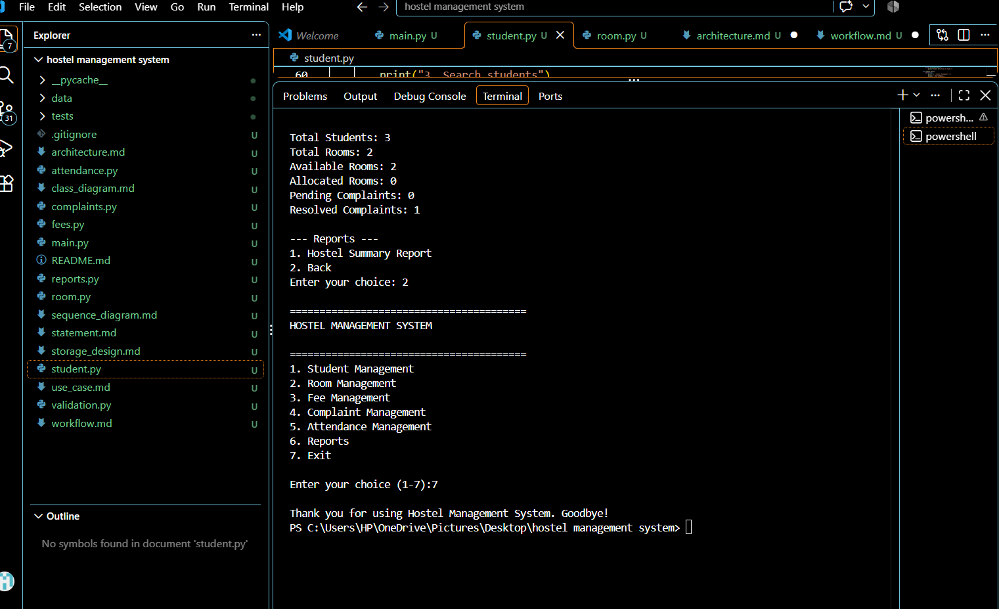 File Edit Selection View Go Run Terminal Help
hostel management system
Explorer
hostel management system
__pycache__
data
tests
.gitignore U
architecture.md U
attendance.py U
class_diagram.md U
complaints.py U
fees.py U
main.py U
README.md U
reports.py U
room.py U
sequence_diagram.md U
statement.md U
storage_design.md U
student.py U
use_case.md U
validation.py U
workflow.md U
7
31
Outline
No symbols found in document 'student.py'
Welcome main.py U student.py U room.py U architecture.md U workflow.md U
student.py
60 print("3. Search students")
Problems Output Debug Console Terminal Ports
powersh...
powershell
Total Students: 3
Total Rooms: 2
Available Rooms: 2
Allocated Rooms: 0
Pending Complaints: 0
Resolved Complaints: 1
--- Reports ---
1. Hostel Summary Report
2. Back
Enter your choice: 2
========================================
HOSTEL MANAGEMENT SYSTEM
========================================
1. Student Management
2. Room Management
3. Fee Management
4. Complaint Management
5. Attendance Management
6. Reports
7. Exit
Enter your choice (1-7):7
Thank you for using Hostel Management System. Goodbye!
PS C:\Users\HP\OneDrive\Pictures\Desktop\hostel management system>